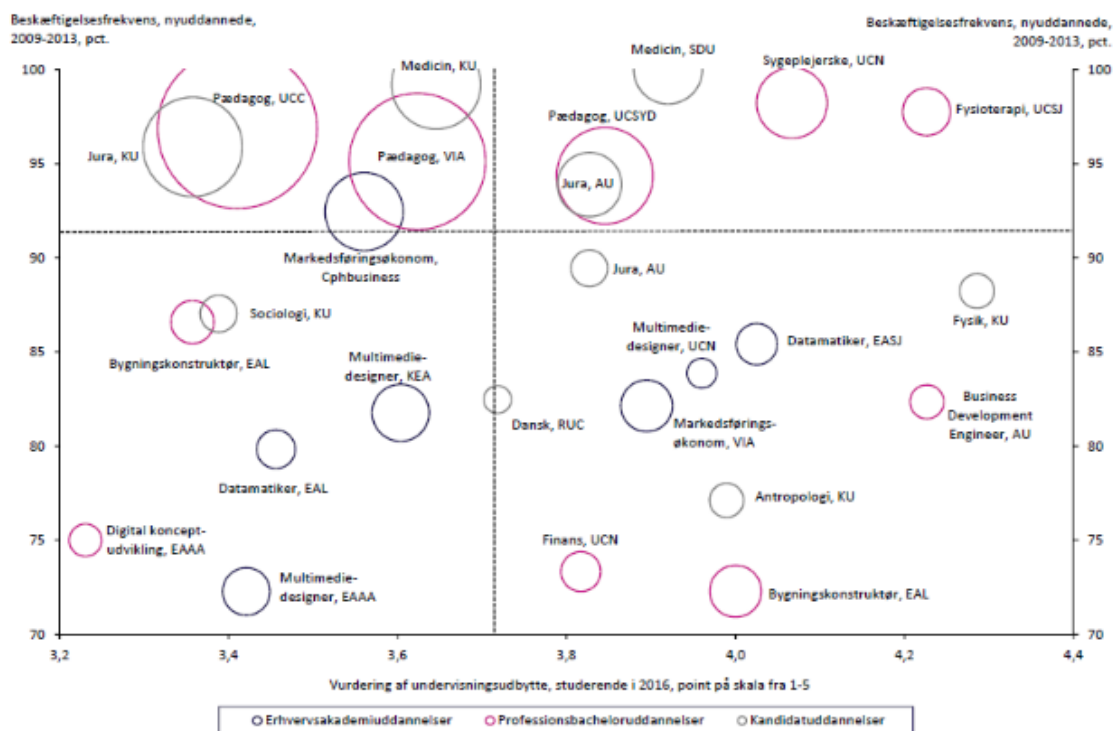 Beskæftigelsesfrekvens, nyuddannede,
2009-2013, pct.
Beskæftigelsesfrekvens, nyuddannede,
2009-2013, pct.
100
95
90
85
80
75
70
100
95
90
85
80
75
70
Medicin, KU
Medicin, SDU
Sygeplejerske, UCN
Pædagog, UCC
Pædagog, UCSYD
Fysioterapi, UCSJ
Jura, KU
Pædagog, VIA
Jura, AU
Markedsføringsøkonom,
Cphbusiness
Jura, AU
Sociologi, KU
Fysik, KU
Bygningskonstruktør, EAL
Multimedie-
designer, KEA
Multimedie-
designer, UCN
Datamatiker, EASJ
Dansk, RUC
Markedsførings-
økonom, VIA
Business
Development
Engineer, AU
Datamatiker, EAL
Antropologi, KU
Digital koncept-
udvikling, EAAA
Finans, UCN
Multimedie-
designer, EAAA
Bygningskonstruktør, EAL
3,2
3,4
3,6
3,8
4,0
4,2
4,4
Vurdering af undervisningsudbytte, studerende i 2016, point på skala fra 1-5
Erhvervsakademiuddannelser
Professionsbacheloruddannelser
Kandidatuddannelser